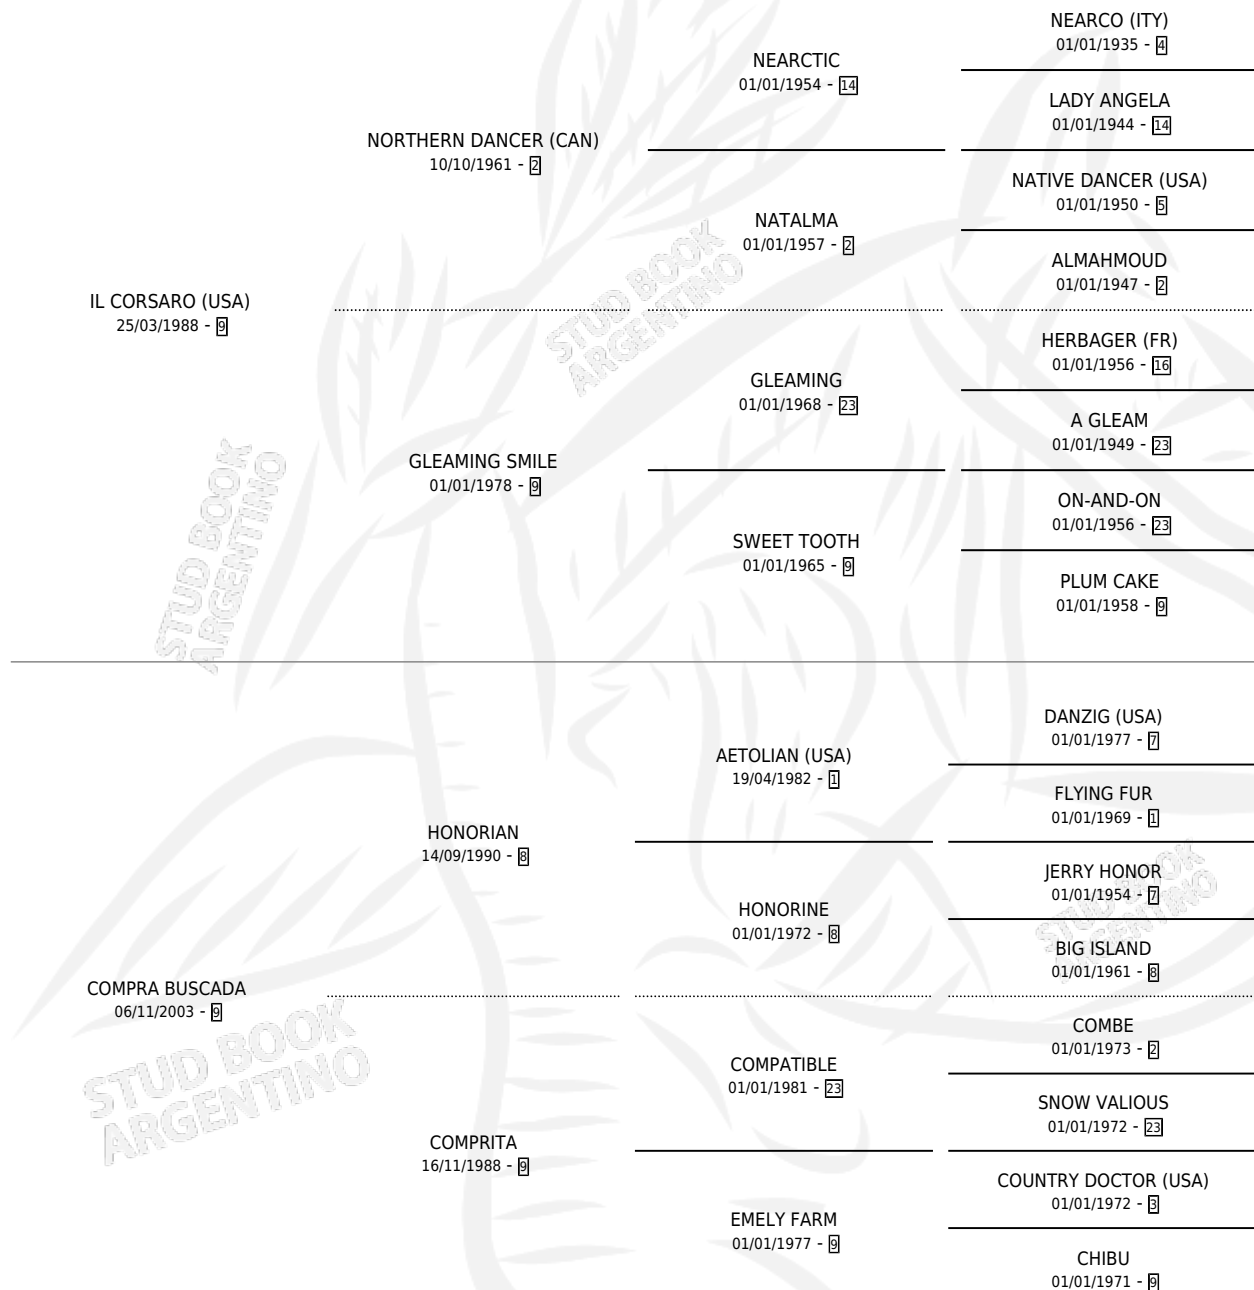 NEARCO (ITY)
01/01/1935 - 4
NEARCTIC
01/01/1954 - 14
LADY ANGELA
01/01/1944 - 14
NORTHERN DANCER (CAN)
10/10/1961 - 2
NATIVE DANCER (USA)
01/01/1950 - 5
NATALMA
01/01/1957 - 2
ALMAHMOUD
01/01/1947 - 2
IL CORSARO (USA)
25/03/1988 - 9
STUD BOOK
ARGENTINO
HERBAGER (FR)
01/01/1956 - 16
GLEAMING
01/01/1968 - 23
A GLEAM
01/01/1949 - 23
GLEAMING SMILE
01/01/1978 - 9
ON-AND-ON
01/01/1956 - 23
SWEET TOOTH
01/01/1965 - 9
PLUM CAKE
01/01/1958 - 9
STUD BOOK
ARGENTINO
DANZIG (USA)
01/01/1977 - 7
AETOLIAN (USA)
19/04/1982 - 1
FLYING FUR
01/01/1969 - 1
HONORIAN
14/09/1990 - 8
JERRY HONOR
01/01/1954 - 7
HONORINE
01/01/1972 - 8
STUD BOOK
ARGENTINO
BIG ISLAND
01/01/1961 - 8
COMPRA BUSCADA
06/11/2003 - 9
STUD BOOK
ARGENTINO
COMBE
01/01/1973 - 2
COMPATIBLE
01/01/1981 - 23
SNOW VALIOUS
01/01/1972 - 23
COMPRITA
16/11/1988 - 9
COUNTRY DOCTOR (USA)
01/01/1972 - 3
EMELY FARM
01/01/1977 - 9
CHIBU
01/01/1971 - 9